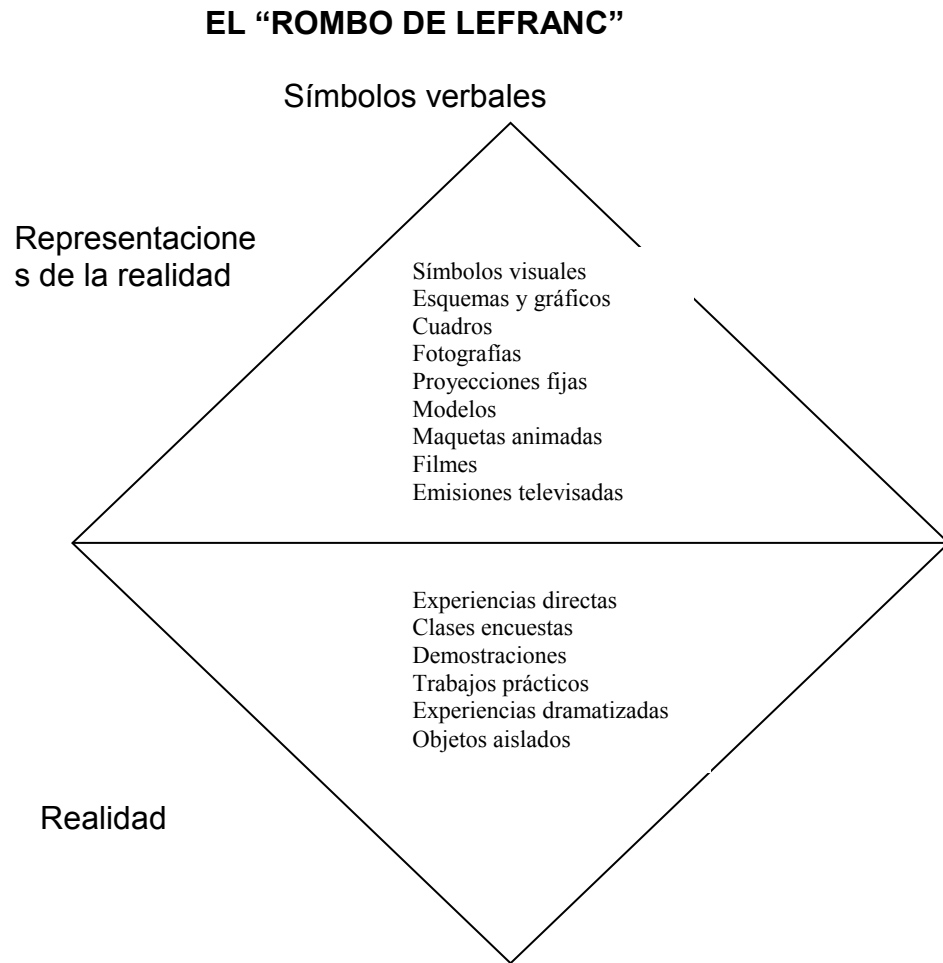 EL “ROMBO DE LEFRANC”
Símbolos verbales
Representacione
s de la realidad
Símbolos visuales
Esquemas y gráficos
Cuadros
Fotografías
Proyecciones fijas
Modelos
Maquetas animadas
Filmes
Emisiones televisadas
Experiencias directas
Clases encuestas
Demostraciones
Trabajos prácticos
Experiencias dramatizadas
Objetos aislados
Realidad